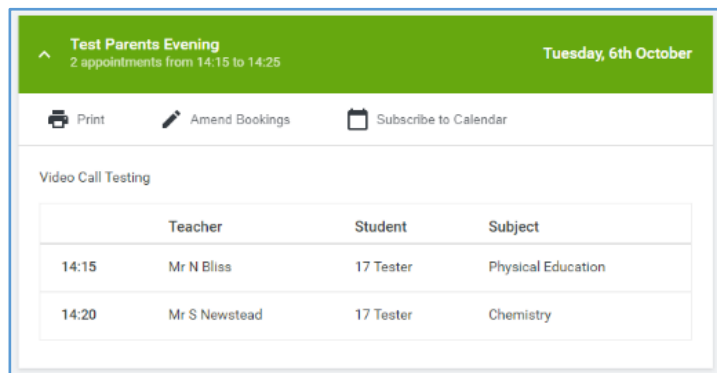 Test Parents Evening
2 appointments from 14:15 to 14:25
Tuesday, 6th October
Print Amend Bookings Subscribe to Calendar
Video Call Testing
Teacher Student Subject
14:15 Mr N Bliss 17 Tester Physical Education
14:20 Mr S Newstead 17 Tester Chemistry